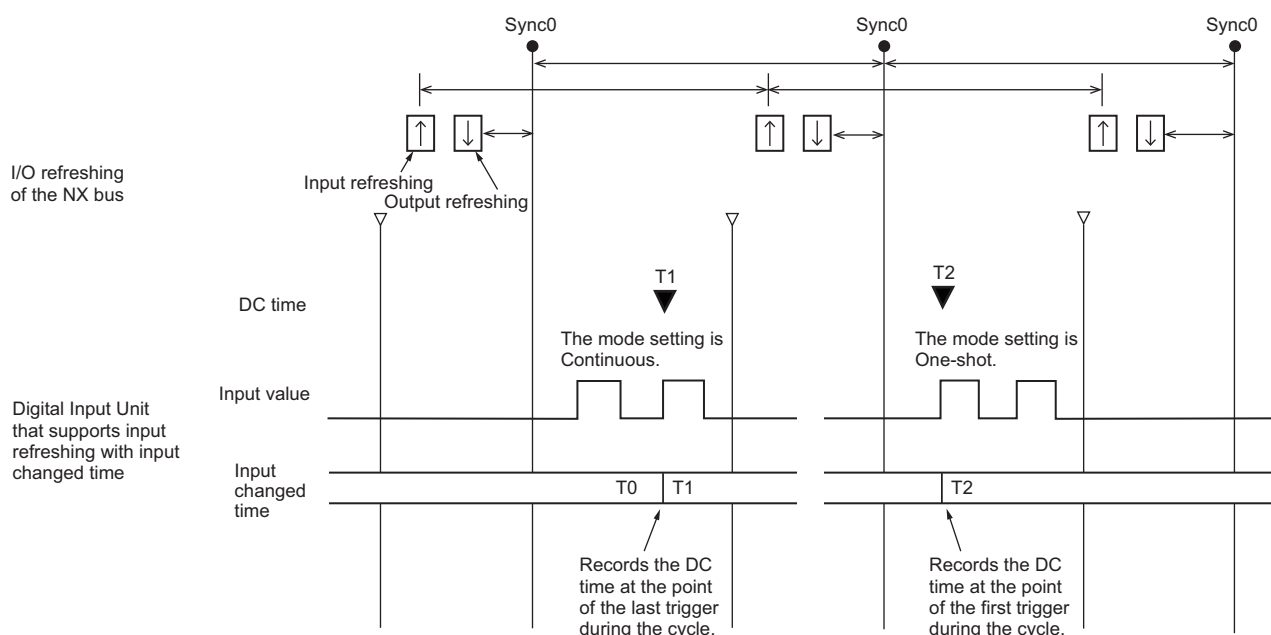 Sync0
Sync0
Sync0
I/O refreshing
of the NX bus
Input refreshing
Output refreshing
T1
T2
DC time
The mode setting is
Continuous.
The mode setting is
One-shot.
Input value
Digital Input Unit
that supports input
refreshing with input
changed time
Input
changed
time
T0
T1
T2
Records the DC
time at the point
of the last trigger
during the cycle.
Records the DC
time at the point
of the first trigger
during the cycle.